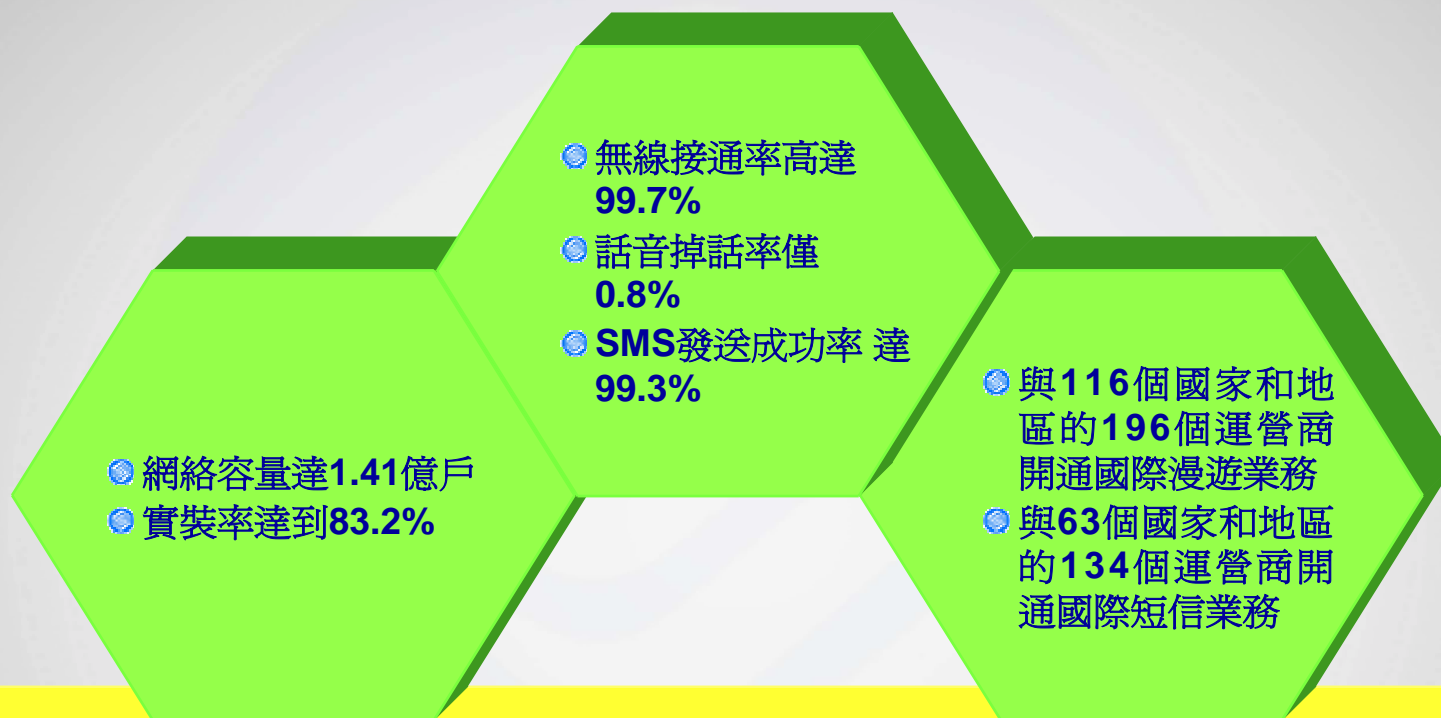 網絡容量達1.41億戶
實裝率達到83.2%
無線接通率高達
99.7%
話音掉話率僅
0.8%
SMS發送成功率 達
99.3%
與116個國家和地
區的196個運營商
開通國際漫遊業務
與63個國家和地區
的134個運營商開
通國際短信業務